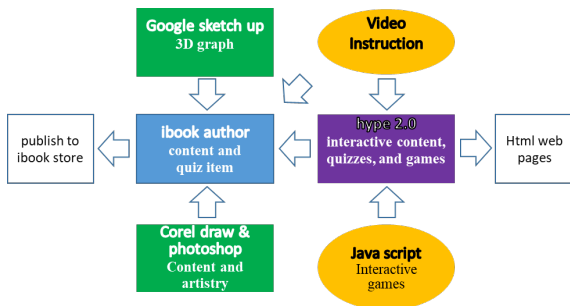 Google sketch up
3D graph
Video
Instruction
publish to
ibook store
ibook author
content and
quiz item
hype 2.0
interactive content,
quizzes, and games
Html web
pages
Corel draw &
photoshop
Content and
artistry
Java script
Interactive
games